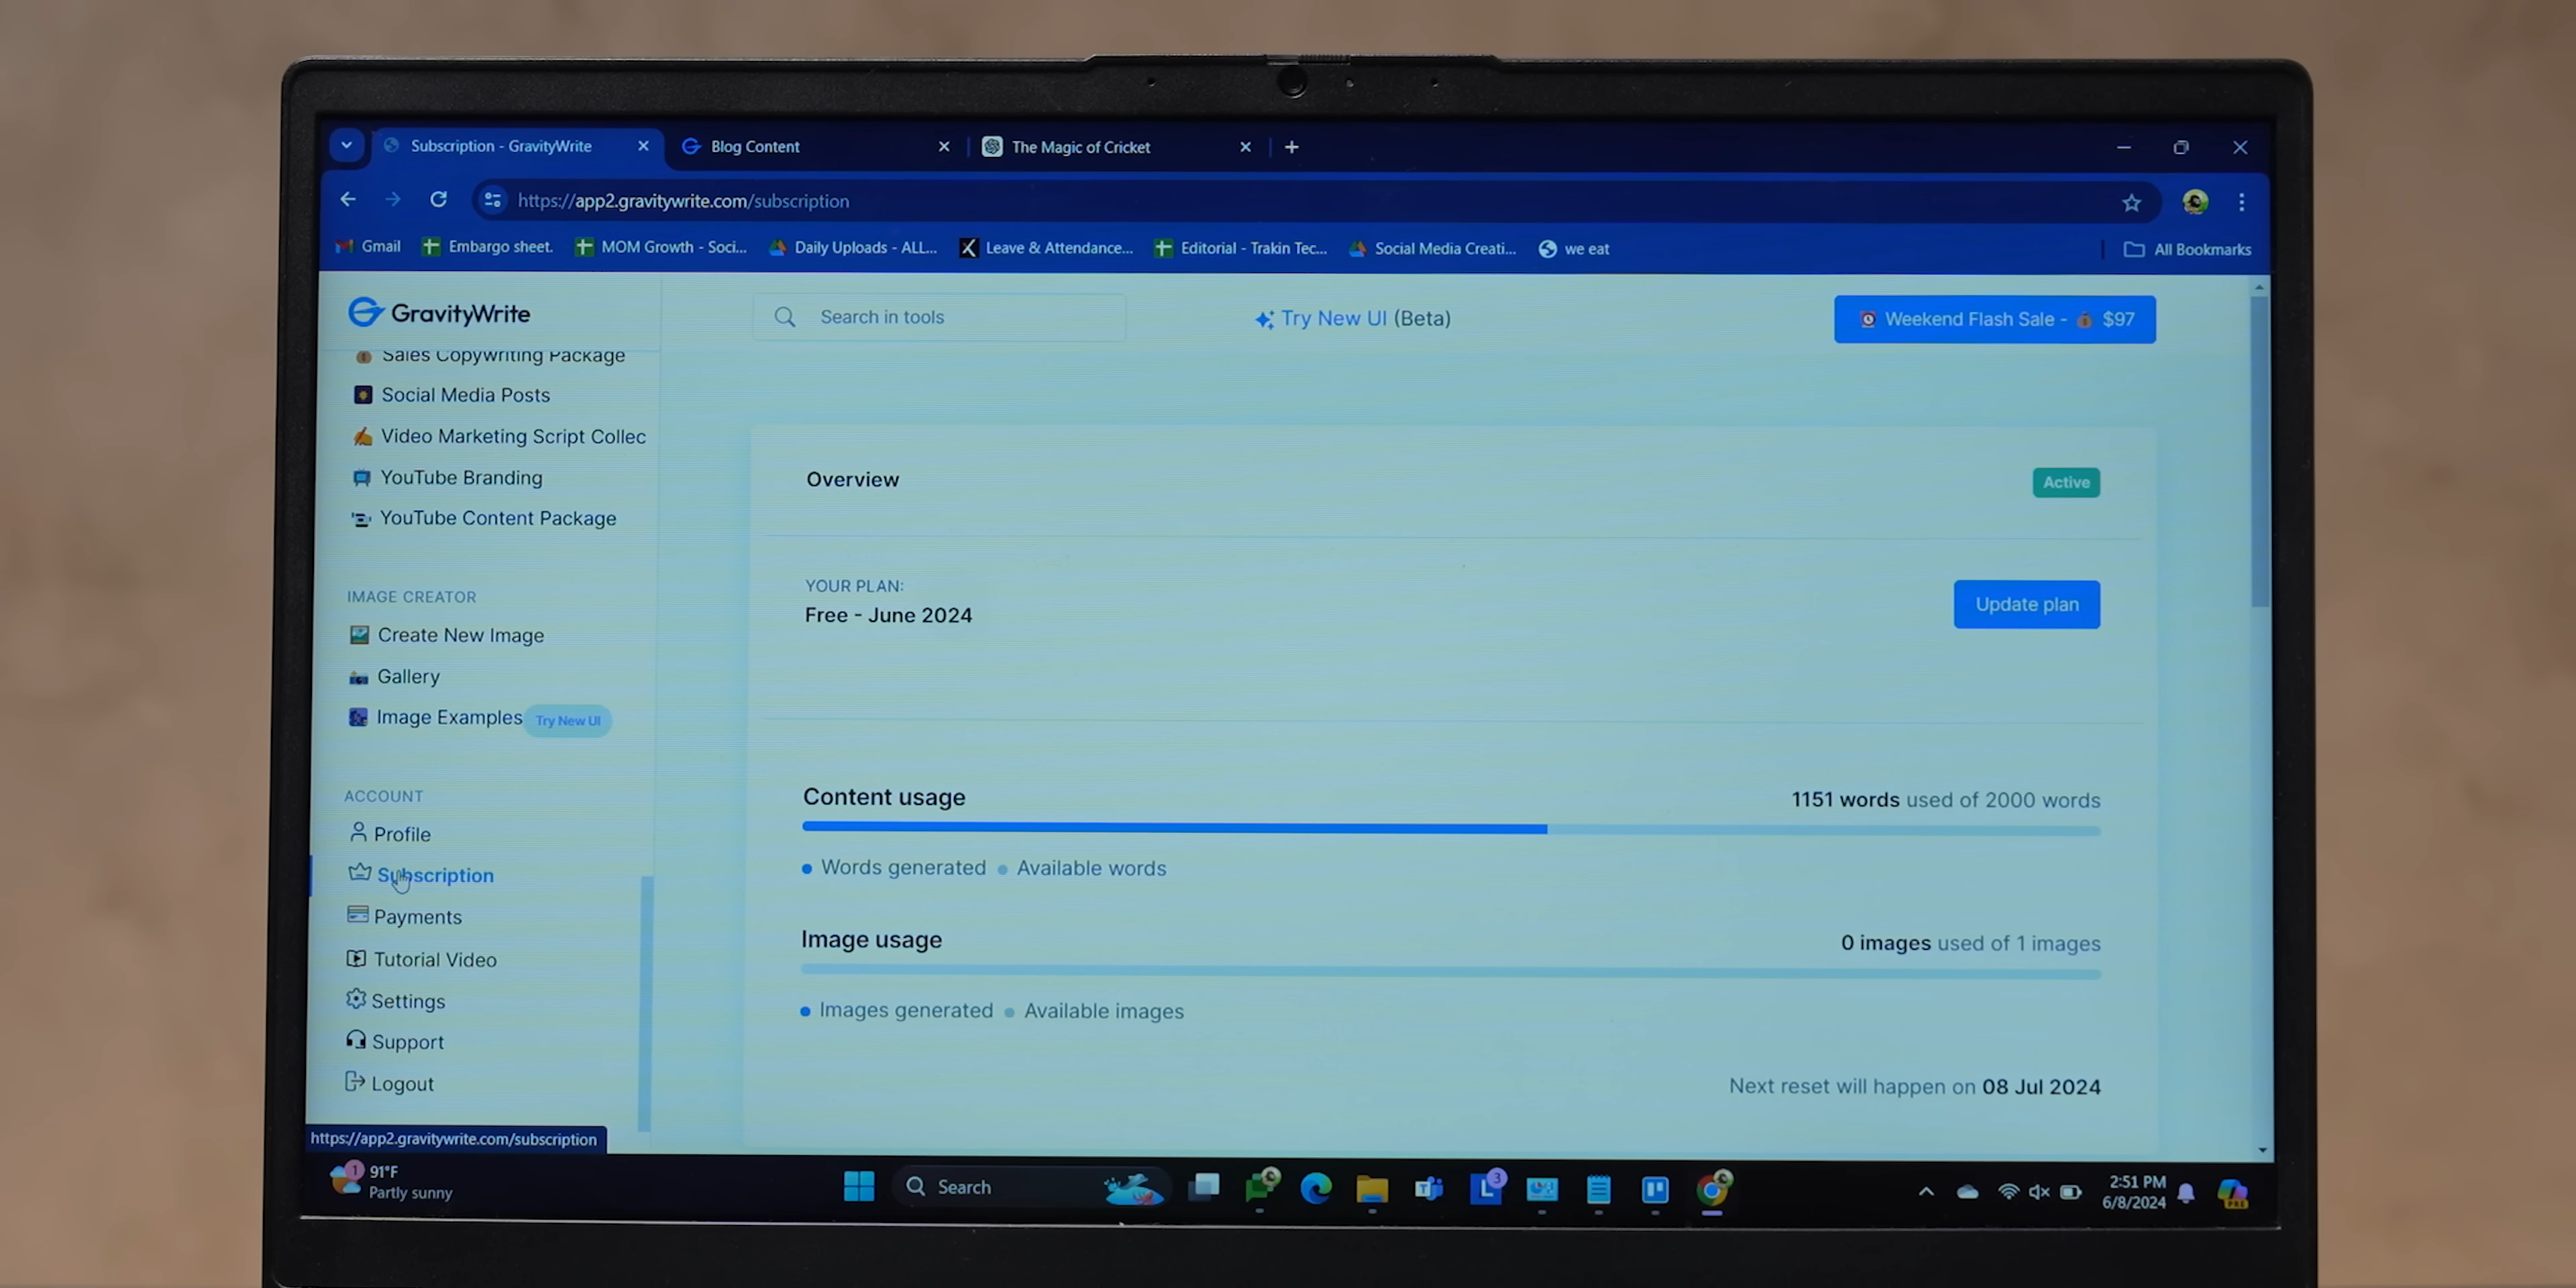 Subscription - GravityWrite
Blog Content
The Magic of Cricket
https://app2.gravitywrite.com/subscription
Gmail
Embargo sheet.
MOM Growth - Soci...
Daily Uploads - ALL...
Leave & Attendance...
Editorial - Trakin Tec...
Social Media Creati...
we eat
All Bookmarks
GravityWrite
Search in tools
Try New UI (Beta)
Weekend Flash Sale - $97
Sales Copywriting Package
Social Media Posts
Video Marketing Script Collec
YouTube Branding
YouTube Content Package
IMAGE CREATOR
Create New Image
Gallery
Image Examples
Try New UI
ACCOUNT
Profile
Subscription
Payments
Tutorial Video
Settings
Support
Logout
Overview
Active
YOUR PLAN:
Free - June 2024
Update plan
Content usage
1151 words used of 2000 words
Words generated
Available words
Image usage
0 images used of 1 images
Images generated
Available images
Next reset will happen on 08 Jul 2024
https://app2.gravitywrite.com/subscription
1
91°F
Partly sunny
Search
L
3
2:51 PM
6/8/2024
PRE